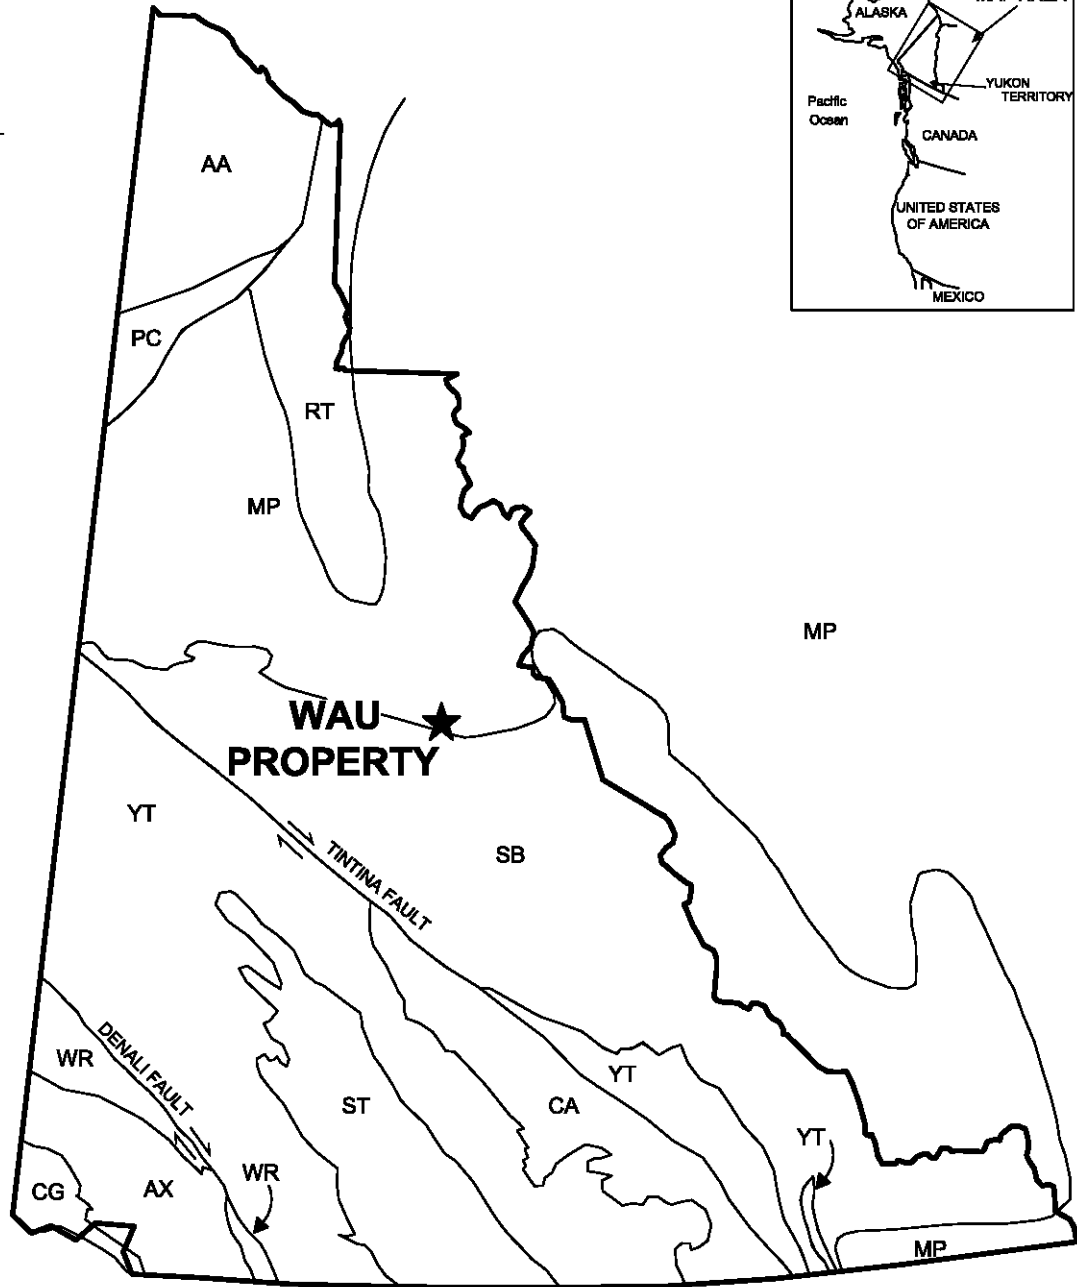 ALASKA
YUKON
TERRITORY
Pacific
Ocean
CANADA
UNITED STATES
OF AMERICA
MEXICO
AA
PC
RT
MP
MP
WAU
PROPERTY
YT
SB
TINTINA FAULT
DENALI FAULT
WR
YT
ST
CA
YT
WR
CG
AX
MP